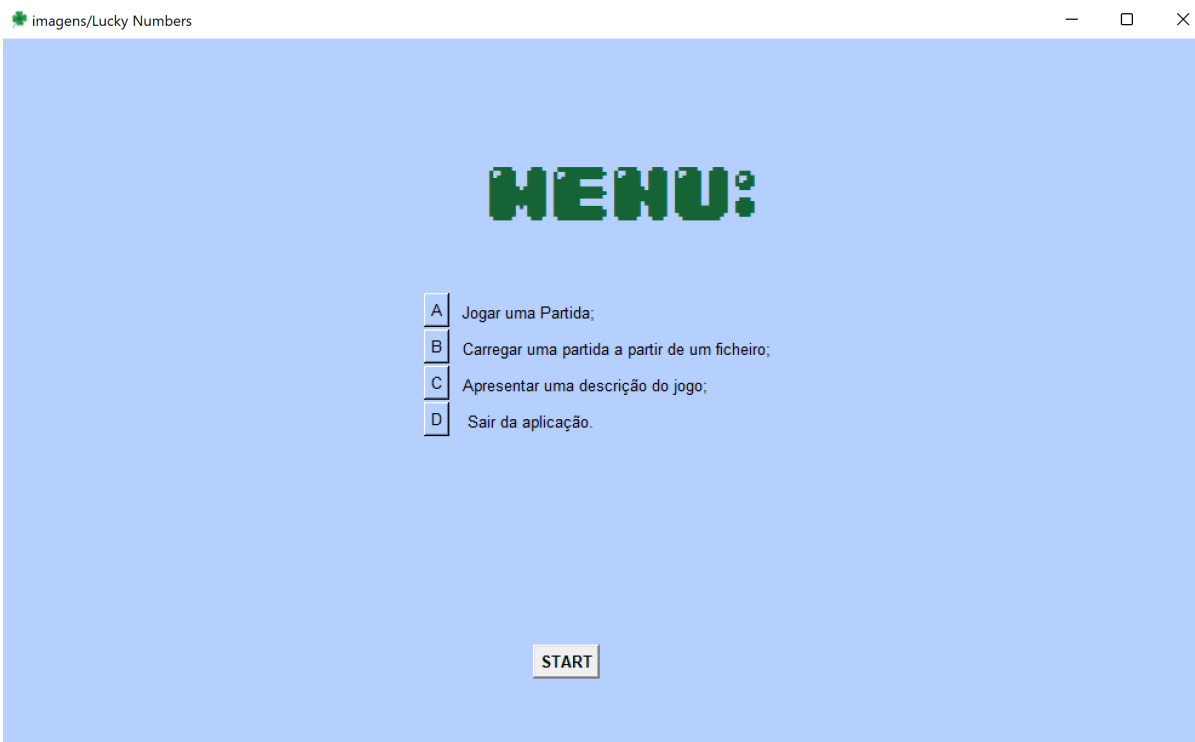 imagens/Lucky Numbers
MENU:
A Jogar uma Partida;
B Carregar uma partida a partir de um ficheiro;
C Apresentar uma descrição do jogo;
D Sair da aplicação.
START